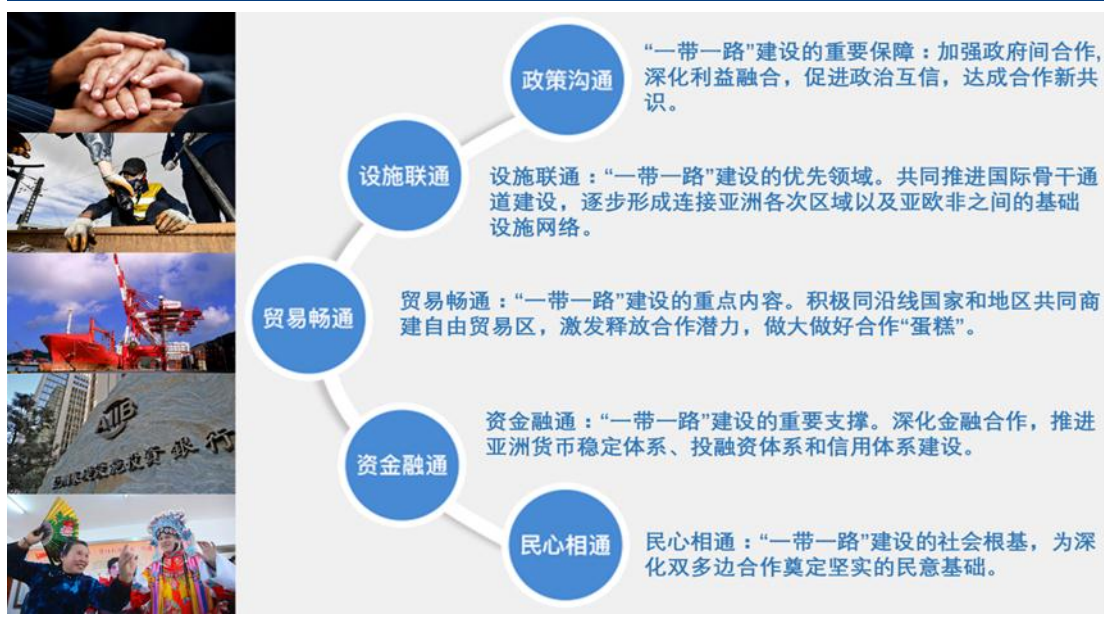 政策沟通
“一带一路”建设的重要保障：加强政府间合作,
深化利益融合，促进政治互信，达成合作新共
识。
设施联通
设施联通：“一带一路”建设的优先领域。共同推进国际骨干通
道建设，逐步形成连接亚洲各次区域以及亚欧非之间的基础
设施网络。
贸易畅通
贸易畅通：“一带一路”建设的重点内容。积极同沿线国家和地区共同商
建自由贸易区，激发释放合作潜力，做大做好合作“蛋糕”。
AIIB
投资银行
资金融通
资金融通：“一带一路”建设的重要支撑。深化金融合作，推进
亚洲货币稳定体系、投融资体系和信用体系建设。
民心相通
民心相通：“一带一路”建设的社会根基，为深
化双多边合作奠定坚实的民意基础。